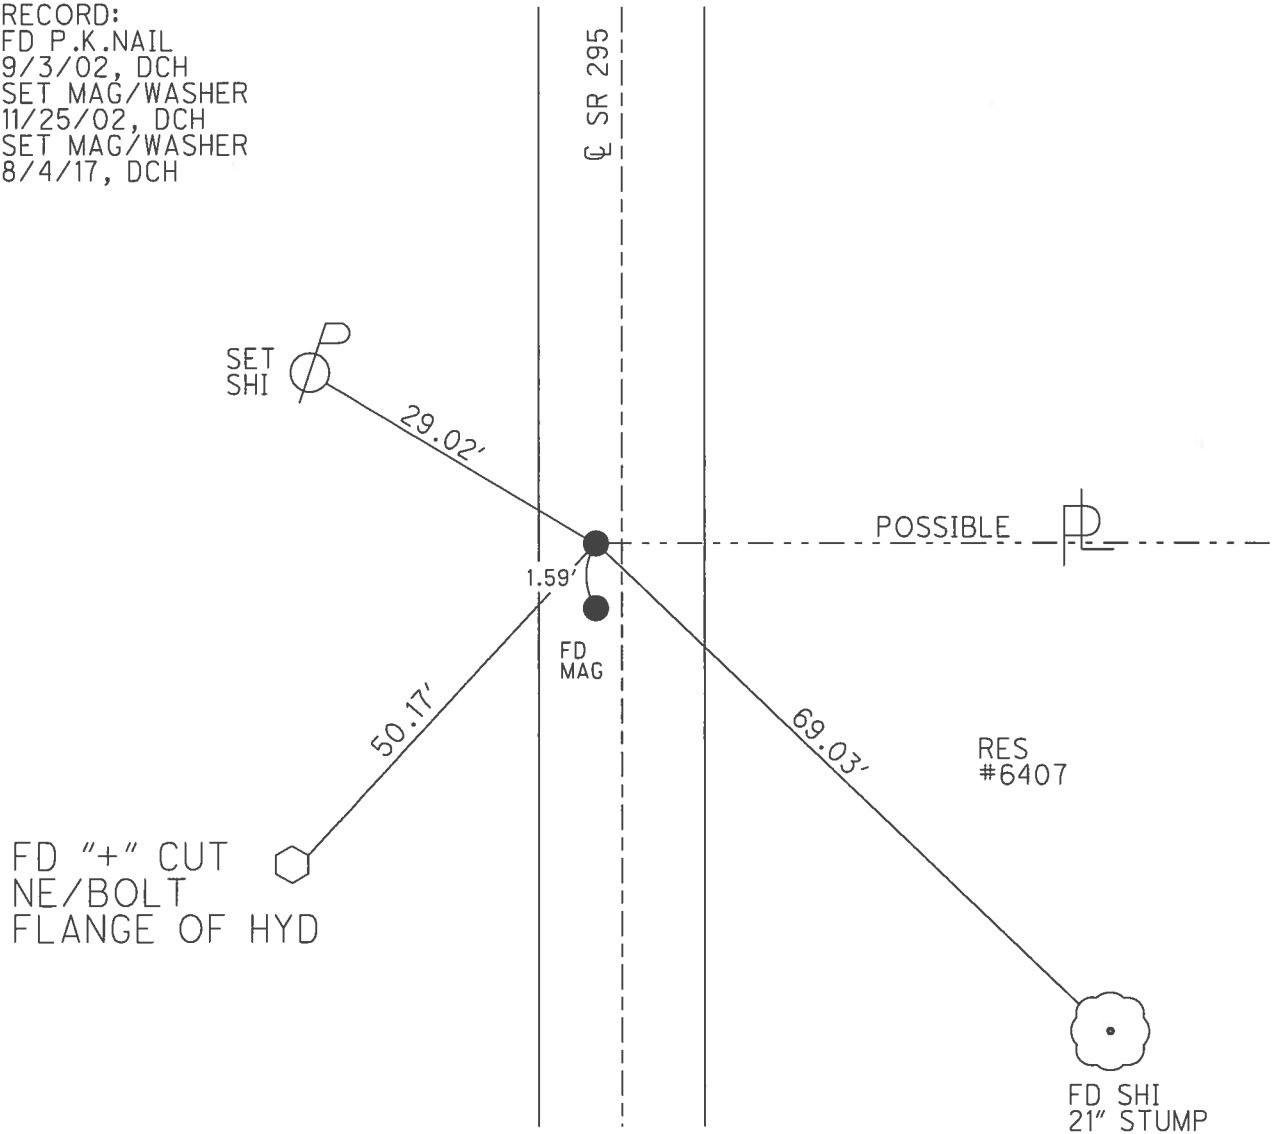 RECORD:
FD P.K.NAIL
9/3/02, DCH
SET MAG/WASHER
11/25/02, DCH
SET MAG/WASHER
8/4/17, DCH
℄ SR 295
SET
SHI
P
29.02'
POSSIBLE PL
1.59'
FD
MAG
50.17'
69.03'
RES
#6407
FD "+" CUT
NE/BOLT
FLANGE OF HYD
FD SHI
21" STUMP